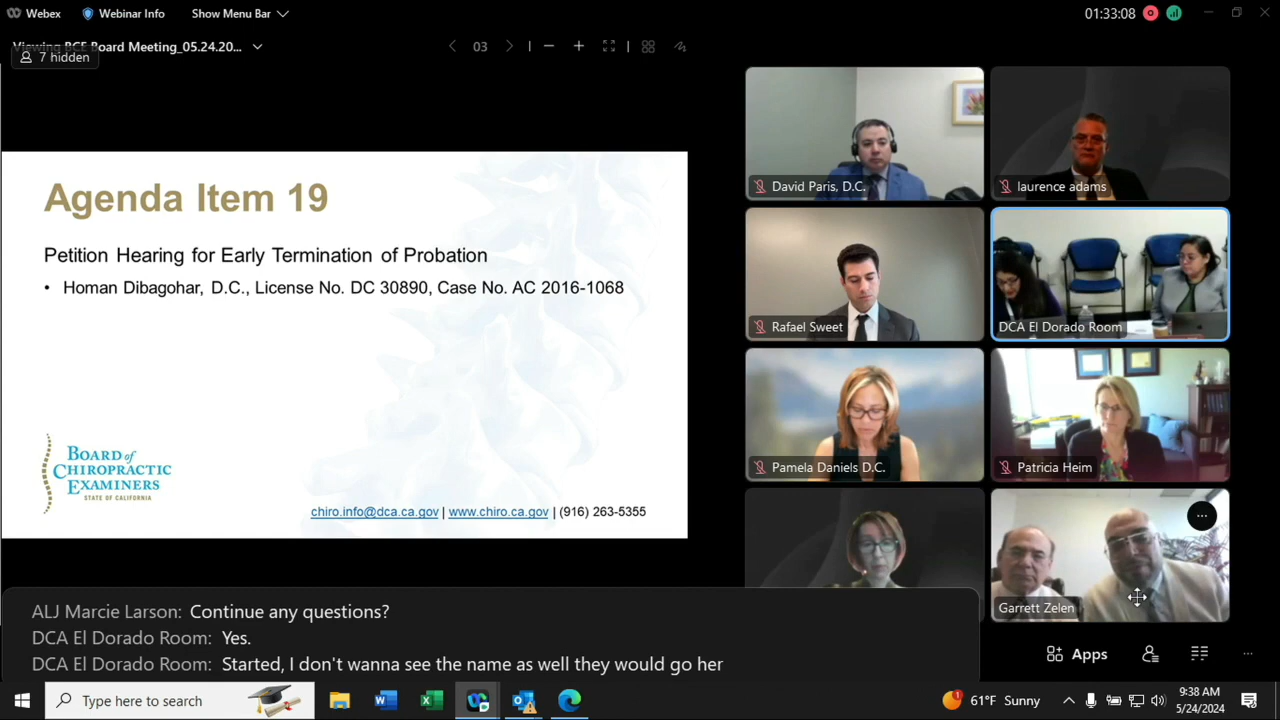 Webex Webinar Info Show Menu Bar 01:33:08
Viewing BCE Board Meeting_05.24.20... 03
7 hidden
Agenda Item 19
Petition Hearing for Early Termination of Probation
• Homan Dibagohar, D.C., License No. DC 30890, Case No. AC 2016-1068
BOARD of
CHIROPRACTIC
EXAMINERS
STATE OF CALIFORNIA
chiro.info@dca.ca.gov | www.chiro.ca.gov | (916) 263-5355
David Paris, D.C.
laurence adams
Rafael Sweet
DCA El Dorado Room
Pamela Daniels D.C.
Patricia Heim
Garrett Zelen
ALJ Marcie Larson: Continue any questions?
DCA El Dorado Room: Yes.
DCA El Dorado Room: Started, I don't wanna see the name as well they would go her
Apps
Type here to search
1
61°F Sunny
9:38 AM
5/24/2024